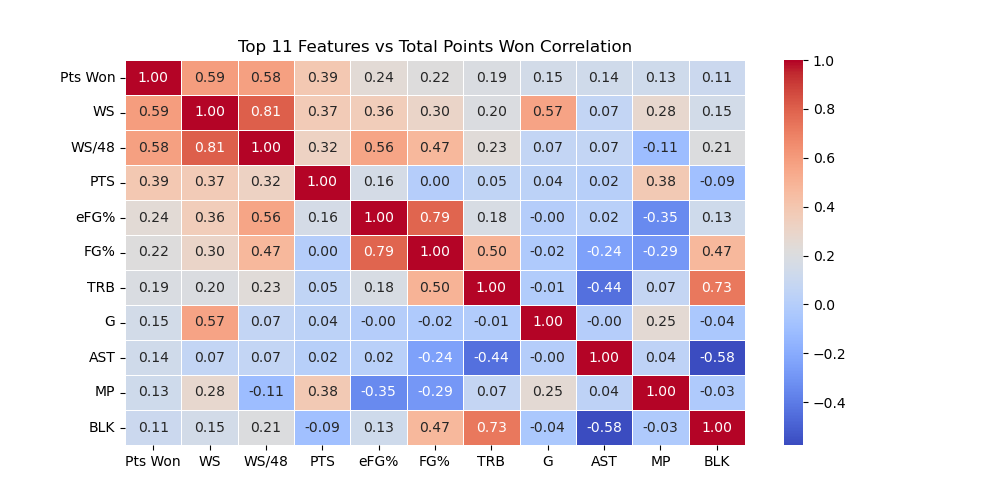 Top 11 Features vs Total Points Won Correlation
Pts Won 1.00 0.59 0.58 0.39 0.24 0.22 0.19 0.15 0.14 0.13 0.11
WS 0.59 1.00 0.81 0.37 0.36 0.30 0.20 0.57 0.07 0.28 0.15
WS/48 0.58 0.81 1.00 0.32 0.56 0.47 0.23 0.07 0.07 -0.11 0.21
PTS 0.39 0.37 0.32 1.00 0.16 0.00 0.05 0.04 0.02 0.38 -0.09
eFG% 0.24 0.36 0.56 0.16 1.00 0.79 0.18 -0.00 0.02 -0.35 0.13
FG% 0.22 0.30 0.47 0.00 0.79 1.00 0.50 -0.02 -0.24 -0.29 0.47
TRB 0.19 0.20 0.23 0.05 0.18 0.50 1.00 -0.01 -0.44 0.07 0.73
G 0.15 0.57 0.07 0.04 -0.00 -0.02 -0.01 1.00 -0.00 0.25 -0.04
AST 0.14 0.07 0.07 0.02 0.02 -0.24 -0.44 -0.00 1.00 0.04 -0.58
MP 0.13 0.28 -0.11 0.38 -0.35 -0.29 0.07 0.25 0.04 1.00 -0.03
BLK 0.11 0.15 0.21 -0.09 0.13 0.47 0.73 -0.04 -0.58 -0.03 1.00
Pts Won WS WS/48 PTS eFG% FG% TRB G AST MP BLK
1.0
0.8
0.6
0.4
0.2
0.0
−0.2
−0.4